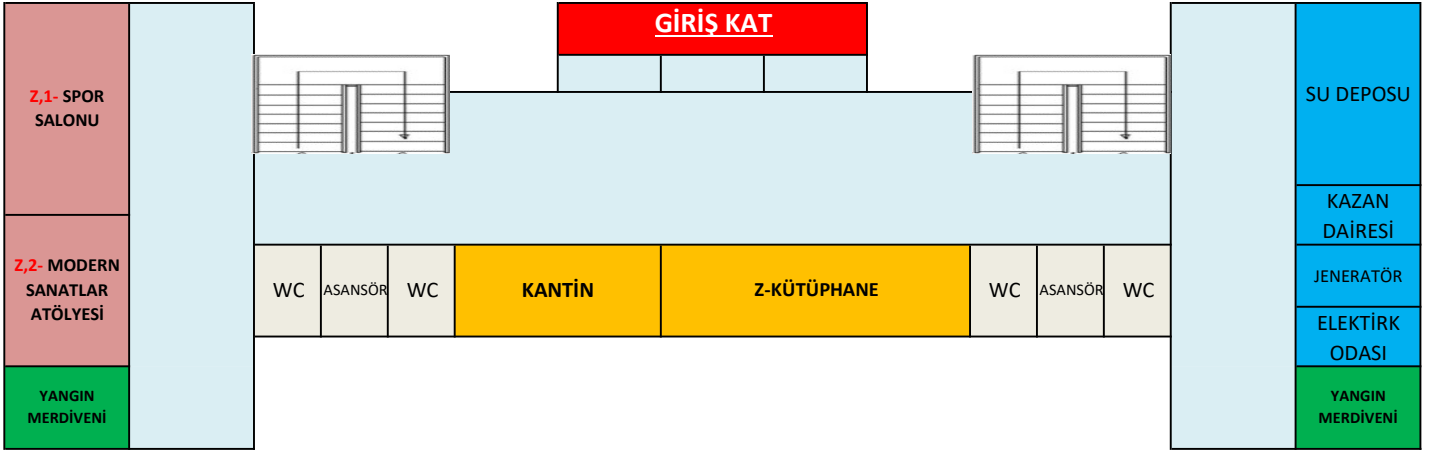 GİRİŞ KAT
Z,1- SPOR
SALONU
Z,2- MODERN
SANATLAR
ATÖLYESİ
YANGIN
MERDİVENİ
WC
ASANSÖR
WC
KANTİN
Z-KÜTÜPHANE
WC
ASANSÖR
WC
SU DEPOSU
KAZAN
DAİRESİ
JENERATÖR
ELEKTİRK
ODASI
YANGIN
MERDİVENİ